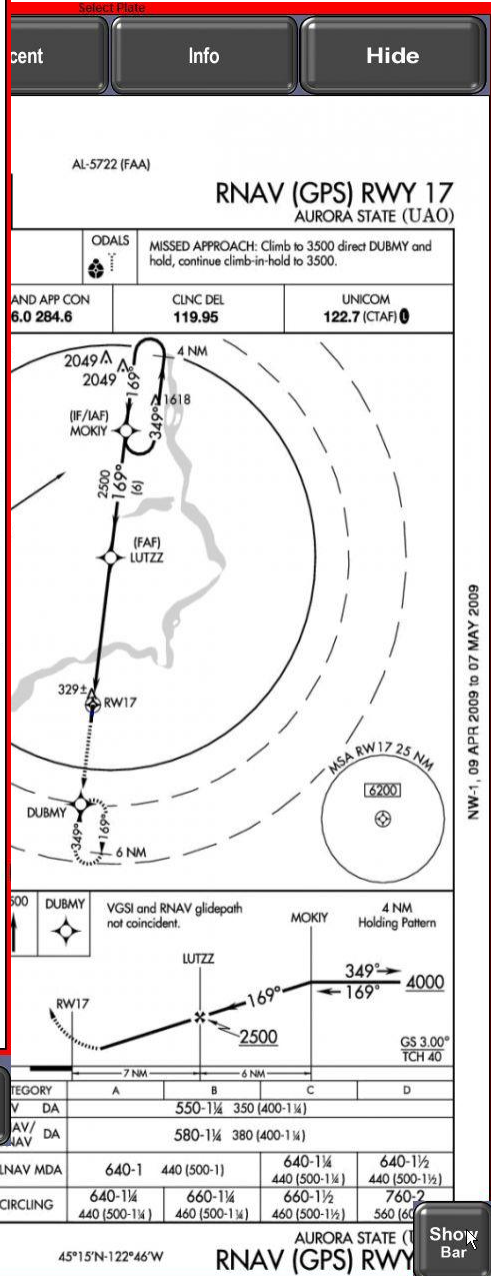 Select Plate
cent
Info
Hide
AL-5722 (FAA)
RNAV (GPS) RWY 17
AURORA STATE (UAO)
ODALS
MISSED APPROACH: Climb to 3500 direct DUBMY and
hold, continue climb-in-hold to 3500.
AND APP CON
6.0 284.6
CLNC DEL
119.95
UNICOM
122.7 (CTAF) L
2049
2049
4 NM
169°
349°
1618
(IF/IAF)
MOKIY
2500
169°
(6)
(FAF)
LUTZZ
329±
RW17
DUBMY
349°
169°
6 NM
MSA RW17 25 NM
6200
NW-1, 09 APR 2009 to 07 MAY 2009
500
DUBMY
VGSI and RNAV glidepath
not coincident.
MOKIY
4 NM
Holding Pattern
LUTZZ
RW17
169°
349°
169°
4000
2500
GS 3.00°
TCH 40
7 NM
6 NM
TEGORY
A
B
C
D
V DA
550-1¼ 350 (400-1¼)
AV/
NAV
DA
580-1¼ 380 (400-1¼)
LNAV MDA
640-1 440 (500-1)
640-1¼
440 (500-1¼)
640-1½
440 (500-1½)
CIRCLING
640-1¼
440 (500-1¼)
660-1¼
460 (500-1¼)
660-1½
460 (500-1½)
760-2
560 (60
AURORA STATE (U
45°15'N-122°46'W
RNAV (GPS) RWY
Show
Bar